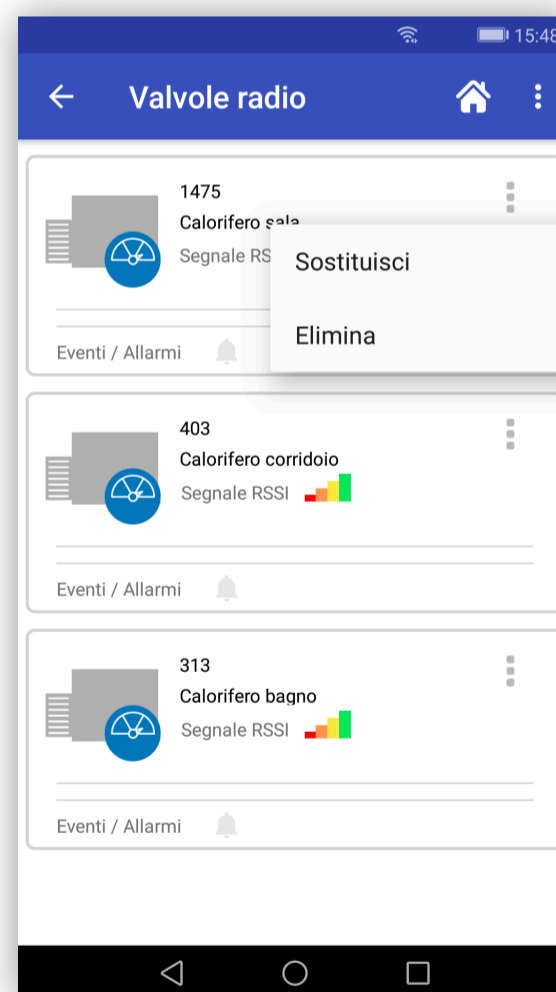 15:48
Valvole radio
1475
Calorifero sala
Segnale RS
Sostituisci
Elimina
Eventi / Allarmi
403
Calorifero corridoio
Segnale RSSI
Eventi / Allarmi
313
Calorifero bagno
Segnale RSSI
Eventi / Allarmi